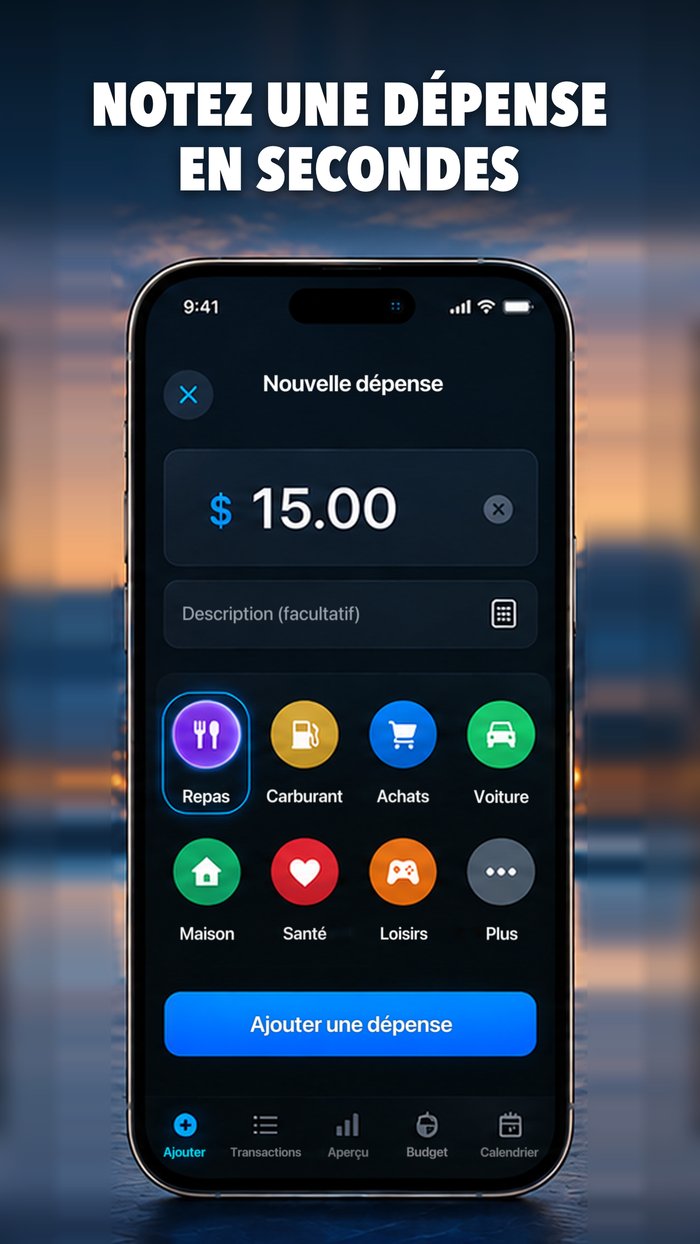 NOTEZ UNE DÉPENSE
EN SECONDES
9:41
Nouvelle dépense
$ 15.00
Description (facultatif)
Repas Carburant Achats Voiture
Maison Santé Loisirs Plus
Ajouter une dépense
Ajouter Transactions Aperçu Budget Calendrier